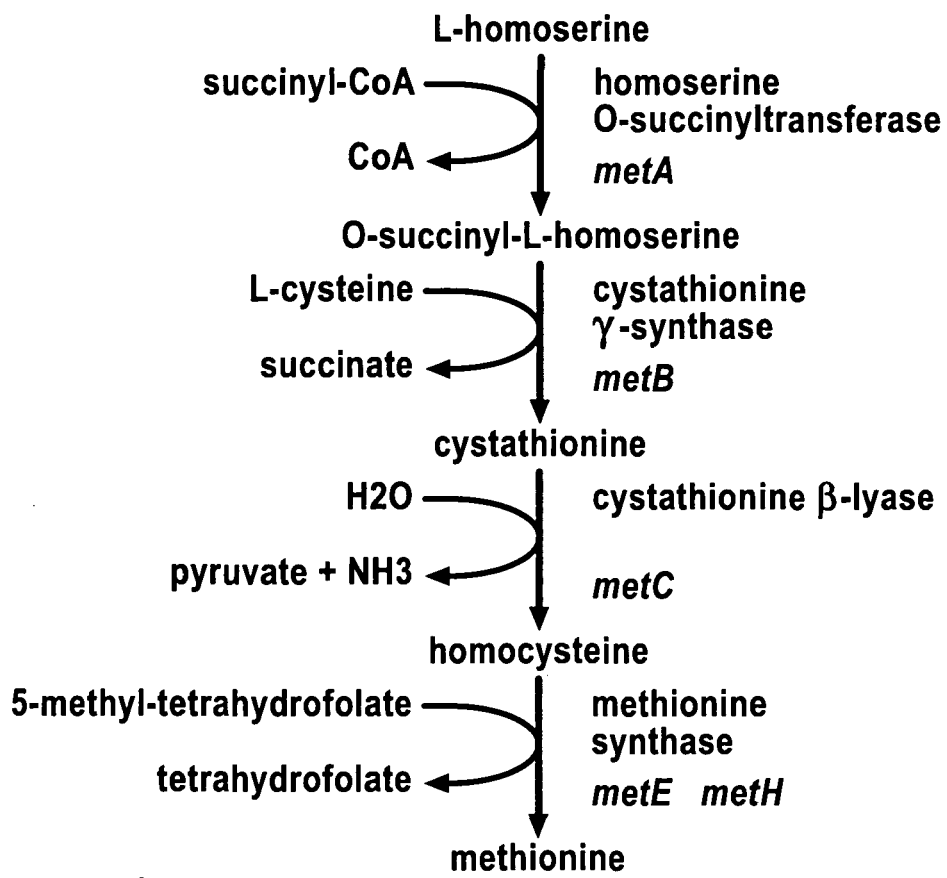 L-homoserine
succinyl-CoA
homoserine
O-succinyltransferase
CoA
metA
O-succinyl-L-homoserine
L-cysteine
cystathionine
γ-synthase
succinate
metB
cystathionine
H2O
cystathionine β-lyase
pyruvate + NH3
metC
homocysteine
5-methyl-tetrahydrofolate
methionine
synthase
tetrahydrofolate
metE metH
methionine